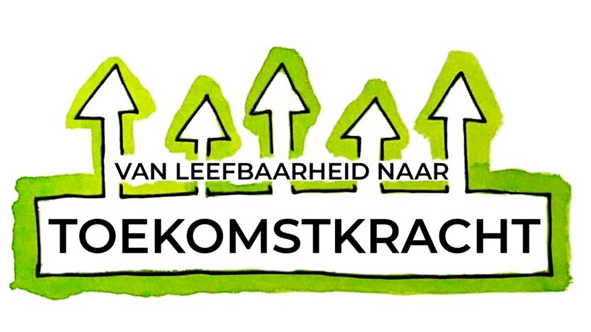 VAN LEEFBAARHEID NAAR
TOEKOMSTKRACHT